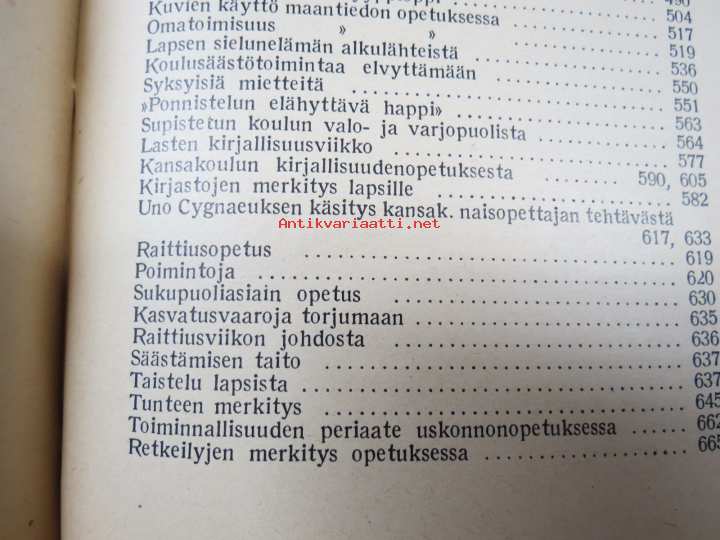 Kuvien käyttö maantiedon opetuksessa ........ 504
Omatoimisuus » » ........ 517
Lapsen sielunelämän alkulähteistä ........ 519
Koulusäästötoimintaa elvyttämään ........ 536
Syksyisiä mietteitä ........ 550
»Ponnistelun elähyttävä happi» ........ 551
Supistetun koulun valo- ja varjopuolista ........ 563
Lasten kirjallisuusviikko ........ 564
Kansakoulun kirjallisuudenopetuksesta ........ 577
Kirjastojen merkitys lapsille ........ 590, 605
Uno Cygnaeuksen käsitys kansak. naisopettajan tehtävästä 582
Antikvariaatti.net
617, 633
Raittiusopetus ........ 619
Poimintoja ........ 620
Sukupuoliasiain opetus ........ 630
Kasvatusvaaroja torjumaan ........ 635
Raittiusviikon johdosta ........ 636
Säästämisen taito ........ 637
Taistelu lapsista ........ 637
Tunteen merkitys ........ 645
Toiminnallisuuden periaate uskonnonopetuksessa ...... 662
Retkeilyjen merkitys opetuksessa ........ 665